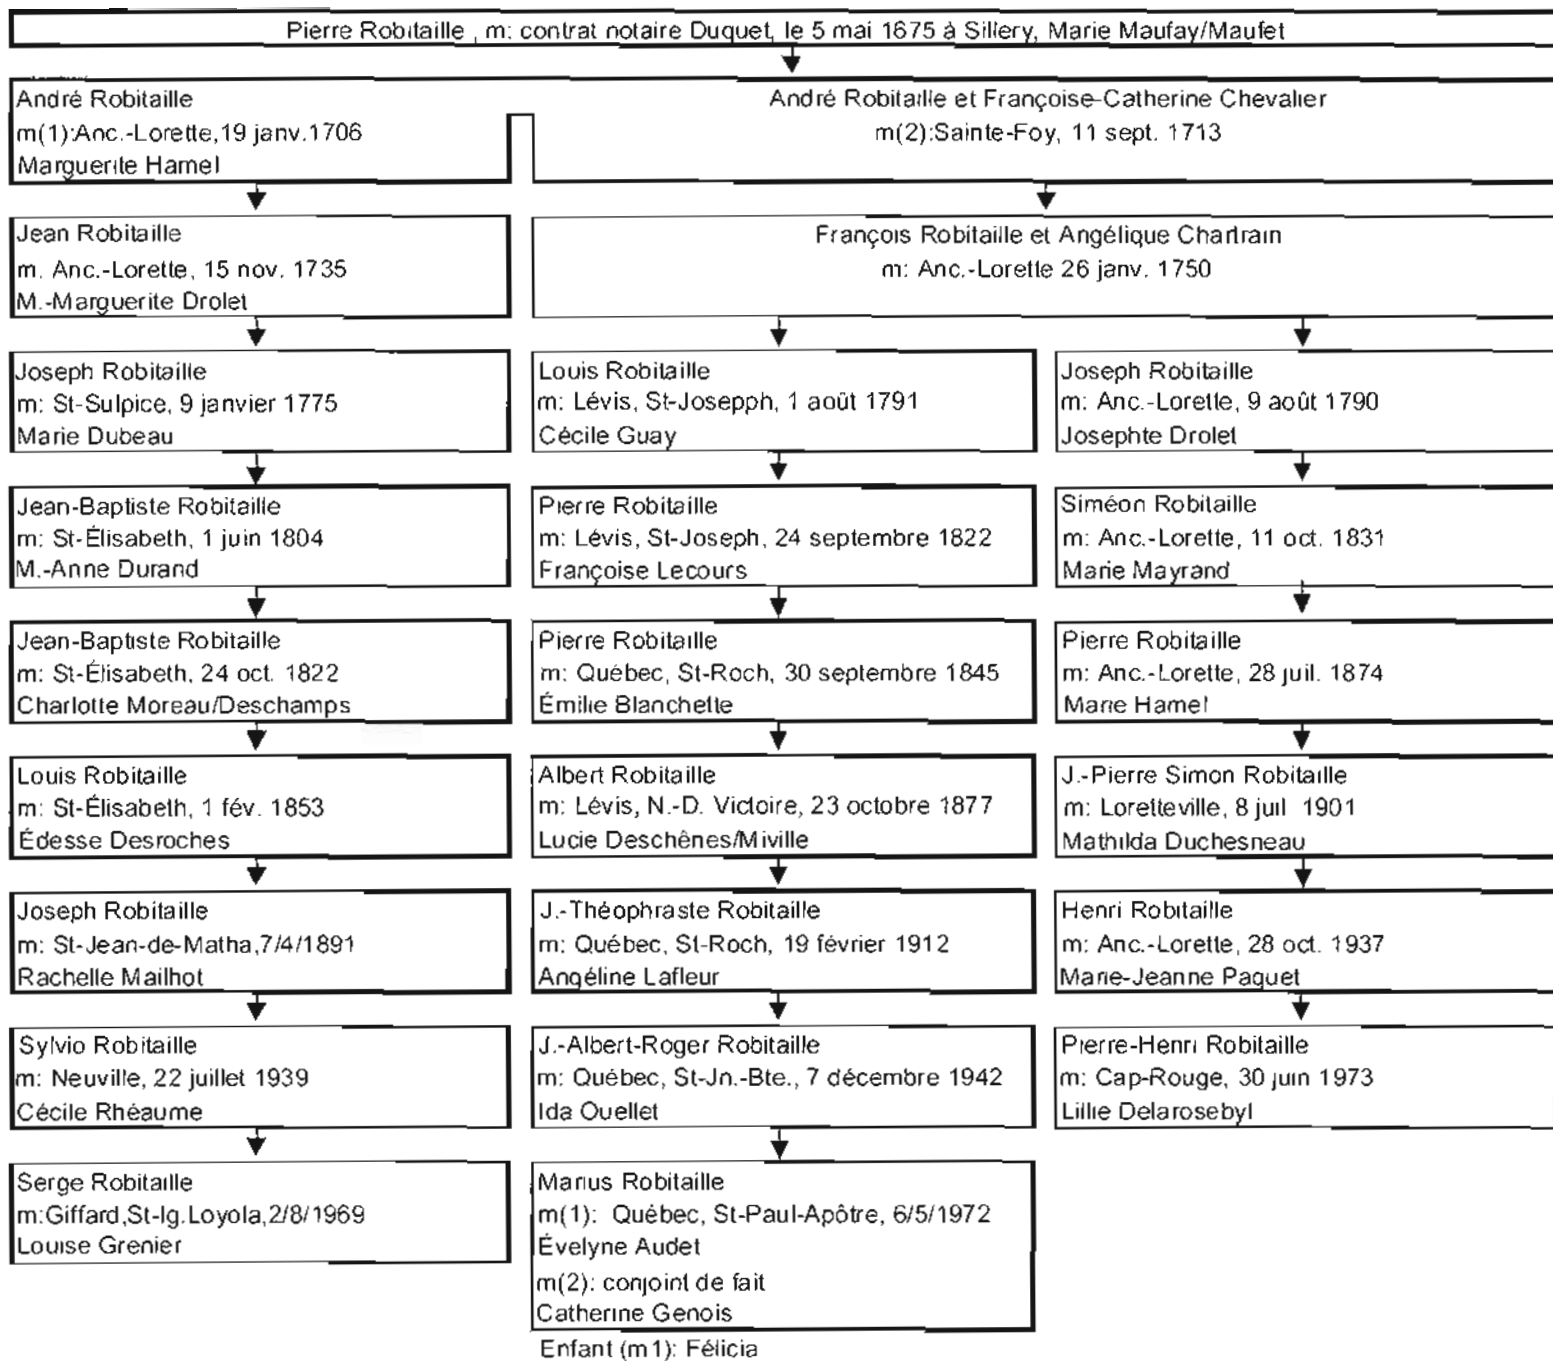 Pierre Robitaille , m: contrat notaire Duquet, le 5 mai 1675 à Sillery, Marie Maufay/Maufet
André Robitaille
m(1):Anc.-Lorette,19 janv.1706
Marguerite Hamel
André Robitaille et Françoise-Catherine Chevalier
m(2):Sainte-Foy, 11 sept. 1713
Jean Robitaille
m. Anc.-Lorette, 15 nov. 1735
M.-Marguerite Drolet
François Robitaille et Angélique Chartrain
m: Anc.-Lorette 26 janv. 1750
Joseph Robitaille
m: St-Sulpice, 9 janvier 1775
Marie Dubeau
Louis Robitaille
m: Lévis, St-Josepph, 1 août 1791
Cécile Guay
Joseph Robitaille
m: Anc.-Lorette, 9 août 1790
Josephte Drolet
Jean-Baptiste Robitaille
m: St-Élisabeth, 1 juin 1804
M.-Anne Durand
Pierre Robitaille
m: Lévis, St-Joseph, 24 septembre 1822
Françoise Lecours
Siméon Robitaille
m: Anc.-Lorette, 11 oct. 1831
Marie Mayrand
Jean-Baptiste Robitaille
m: St-Élisabeth, 24 oct. 1822
Charlotte Moreau/Deschamps
Pierre Robitaille
m: Québec, St-Roch, 30 septembre 1845
Émilie Blanchette
Pierre Robitaille
m: Anc.-Lorette, 28 juil. 1874
Marie Hamel
Louis Robitaille
m: St-Élisabeth, 1 fév. 1853
Édesse Desroches
Albert Robitaille
m: Lévis, N.-D. Victoire, 23 octobre 1877
Lucie Deschênes/Miville
J.-Pierre Simon Robitaille
m: Loretteville, 8 juil 1901
Mathilda Duchesneau
Joseph Robitaille
m: St-Jean-de-Matha,7/4/1891
Rachelle Mailhot
J.-Théophraste Robitaille
m: Québec, St-Roch, 19 février 1912
Angéline Lafleur
Henri Robitaille
m: Anc.-Lorette, 28 oct. 1937
Marie-Jeanne Paquet
Sylvio Robitaille
m: Neuville, 22 juillet 1939
Cécile Rhéaume
J.-Albert-Roger Robitaille
m: Québec, St-Jn.-Bte., 7 décembre 1942
Ida Ouellet
Pierre-Henri Robitaille
m: Cap-Rouge, 30 juin 1973
Lillie Delarosebyl
Serge Robitaille
m:Giffard,St-Ig.Loyola,2/8/1969
Louise Grenier
Marius Robitaille
m(1): Québec, St-Paul-Apôtre, 6/5/1972
Évelyne Audet
m(2): conjoint de fait
Catherine Genois
Enfant (m1): Félicia